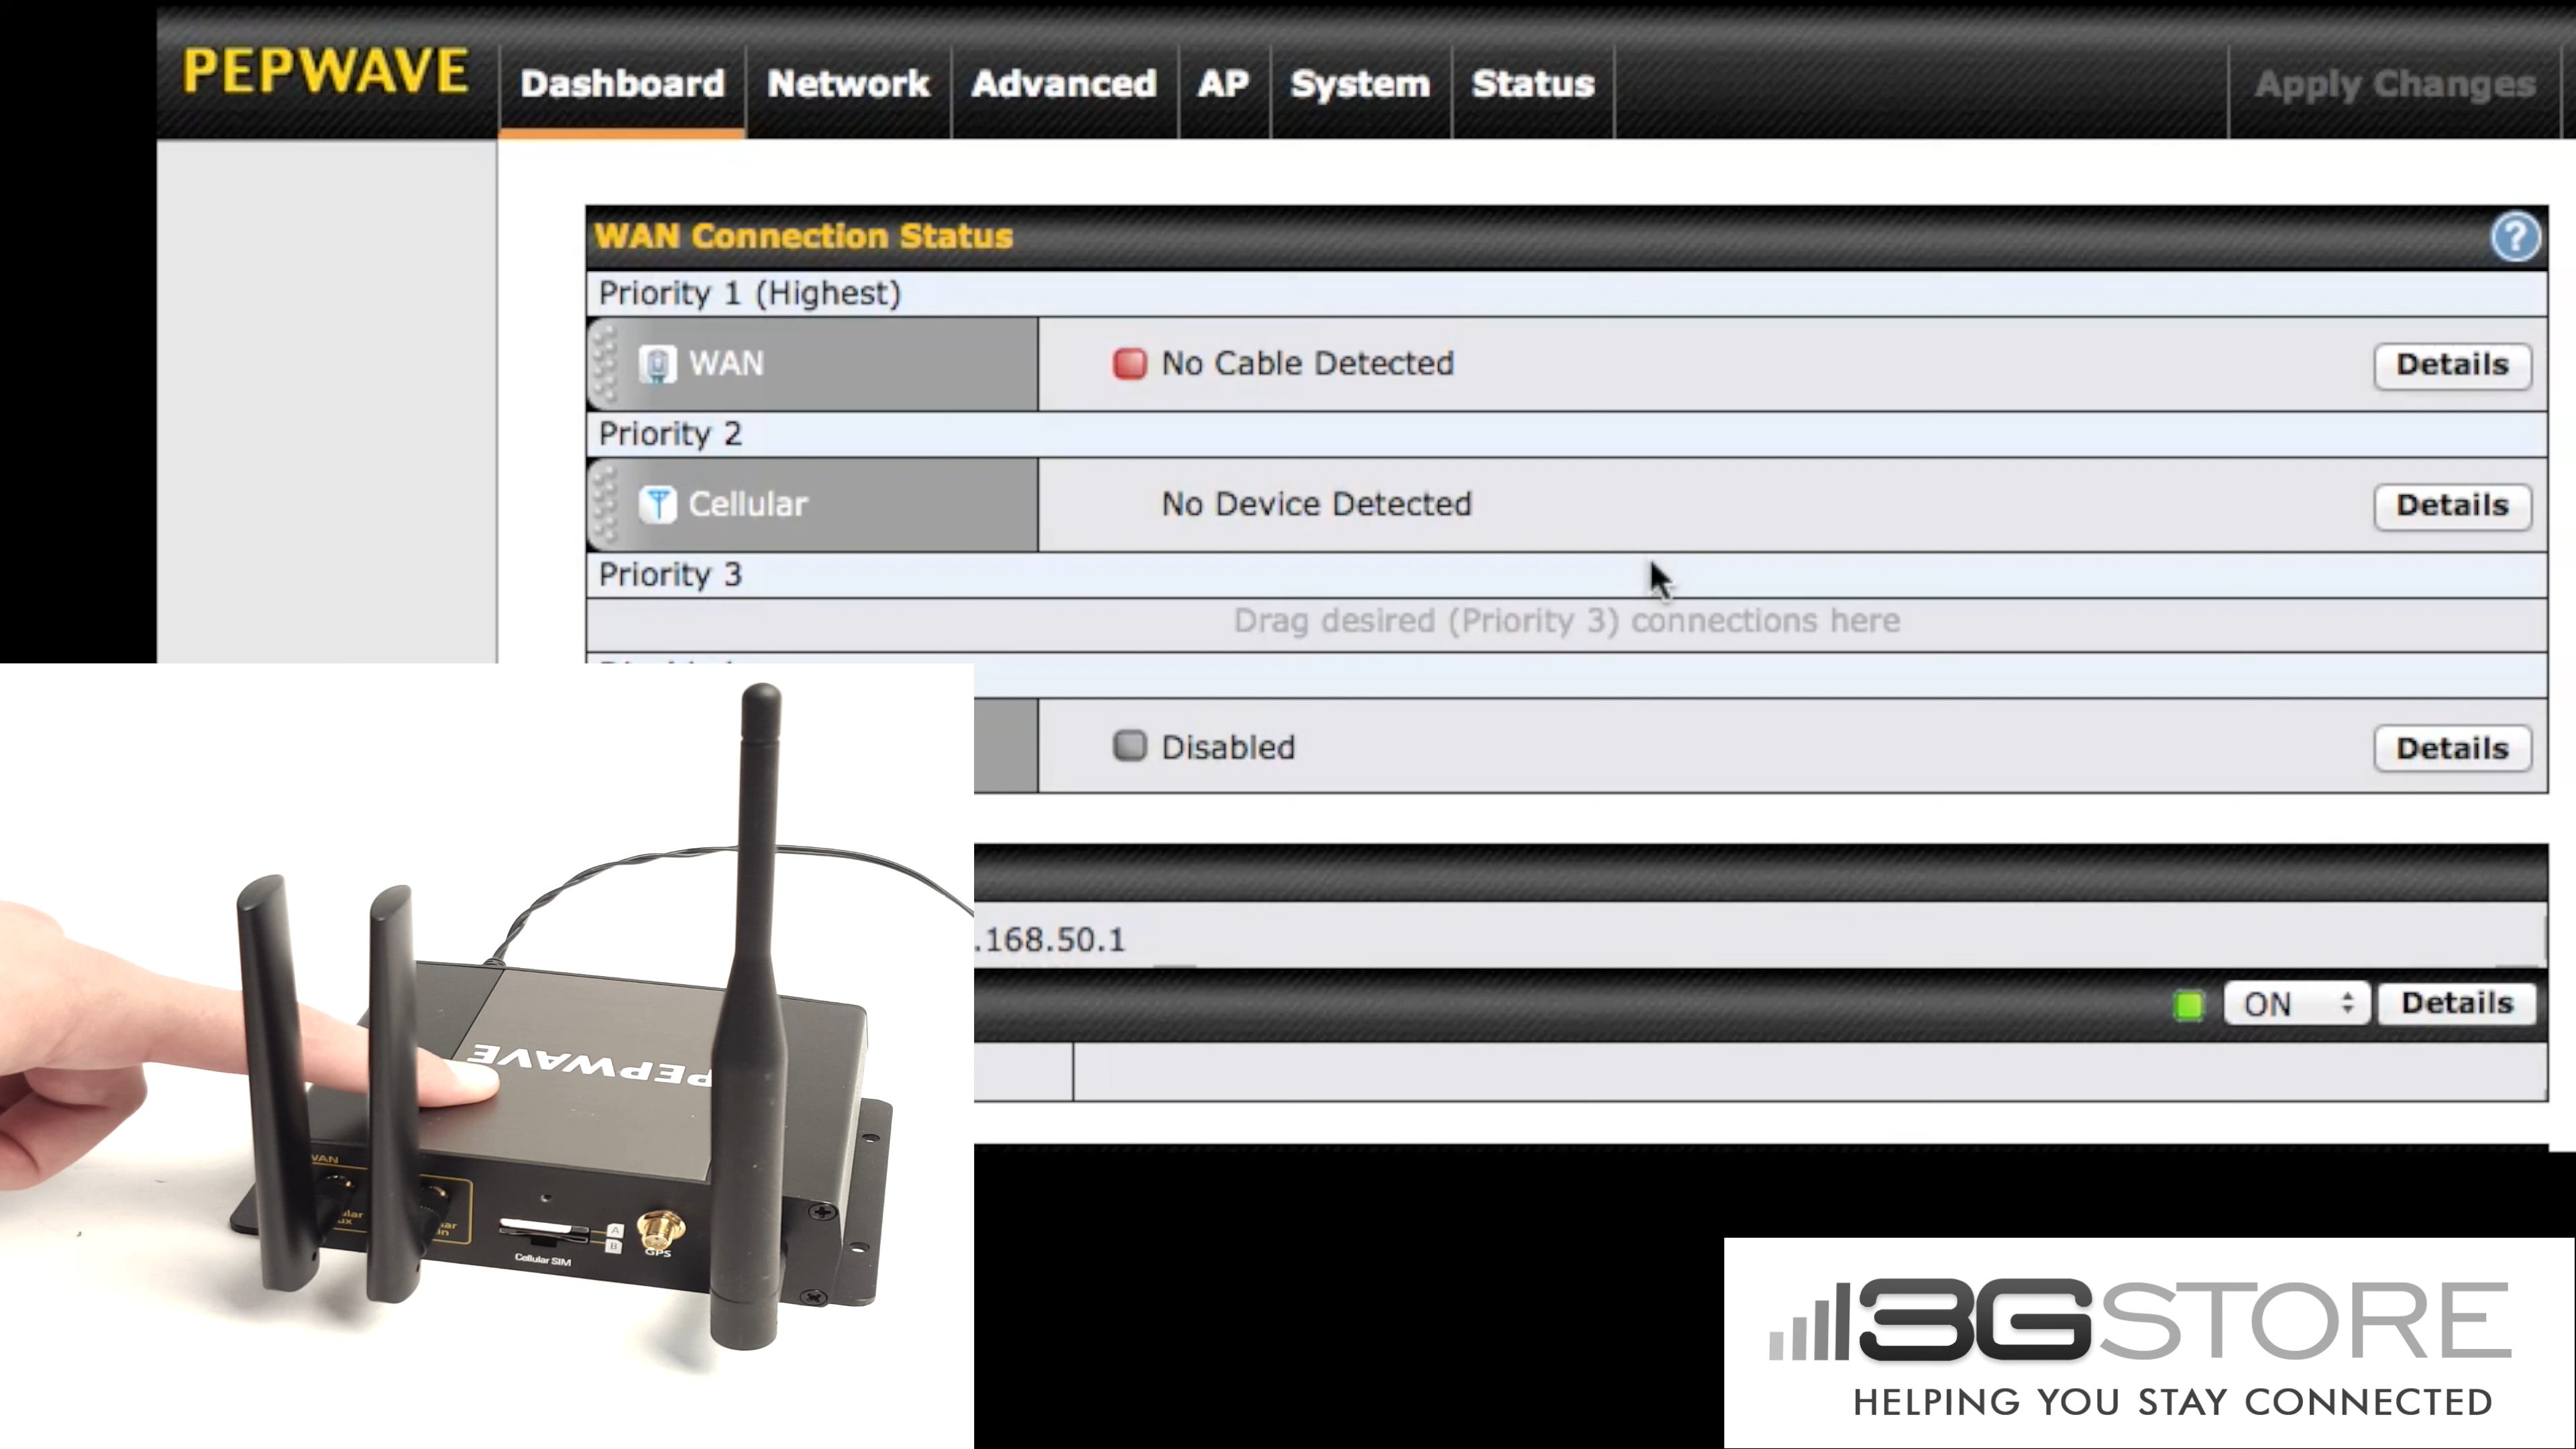 PEPWAVE
Dashboard
Network
Advanced
AP
System
Status
Apply Changes
WAN Connection Status
?
Priority 1 (Highest)
WAN
No Cable Detected
Details
Priority 2
Cellular
No Device Detected
Details
Priority 3
Drag desired (Priority 3) connections here
Disabled
Details
.168.50.1
ON
Details
PEPWAVE
WAN
A
B
Cellular SIM
GPS
3GSTORE
HELPING YOU STAY CONNECTED